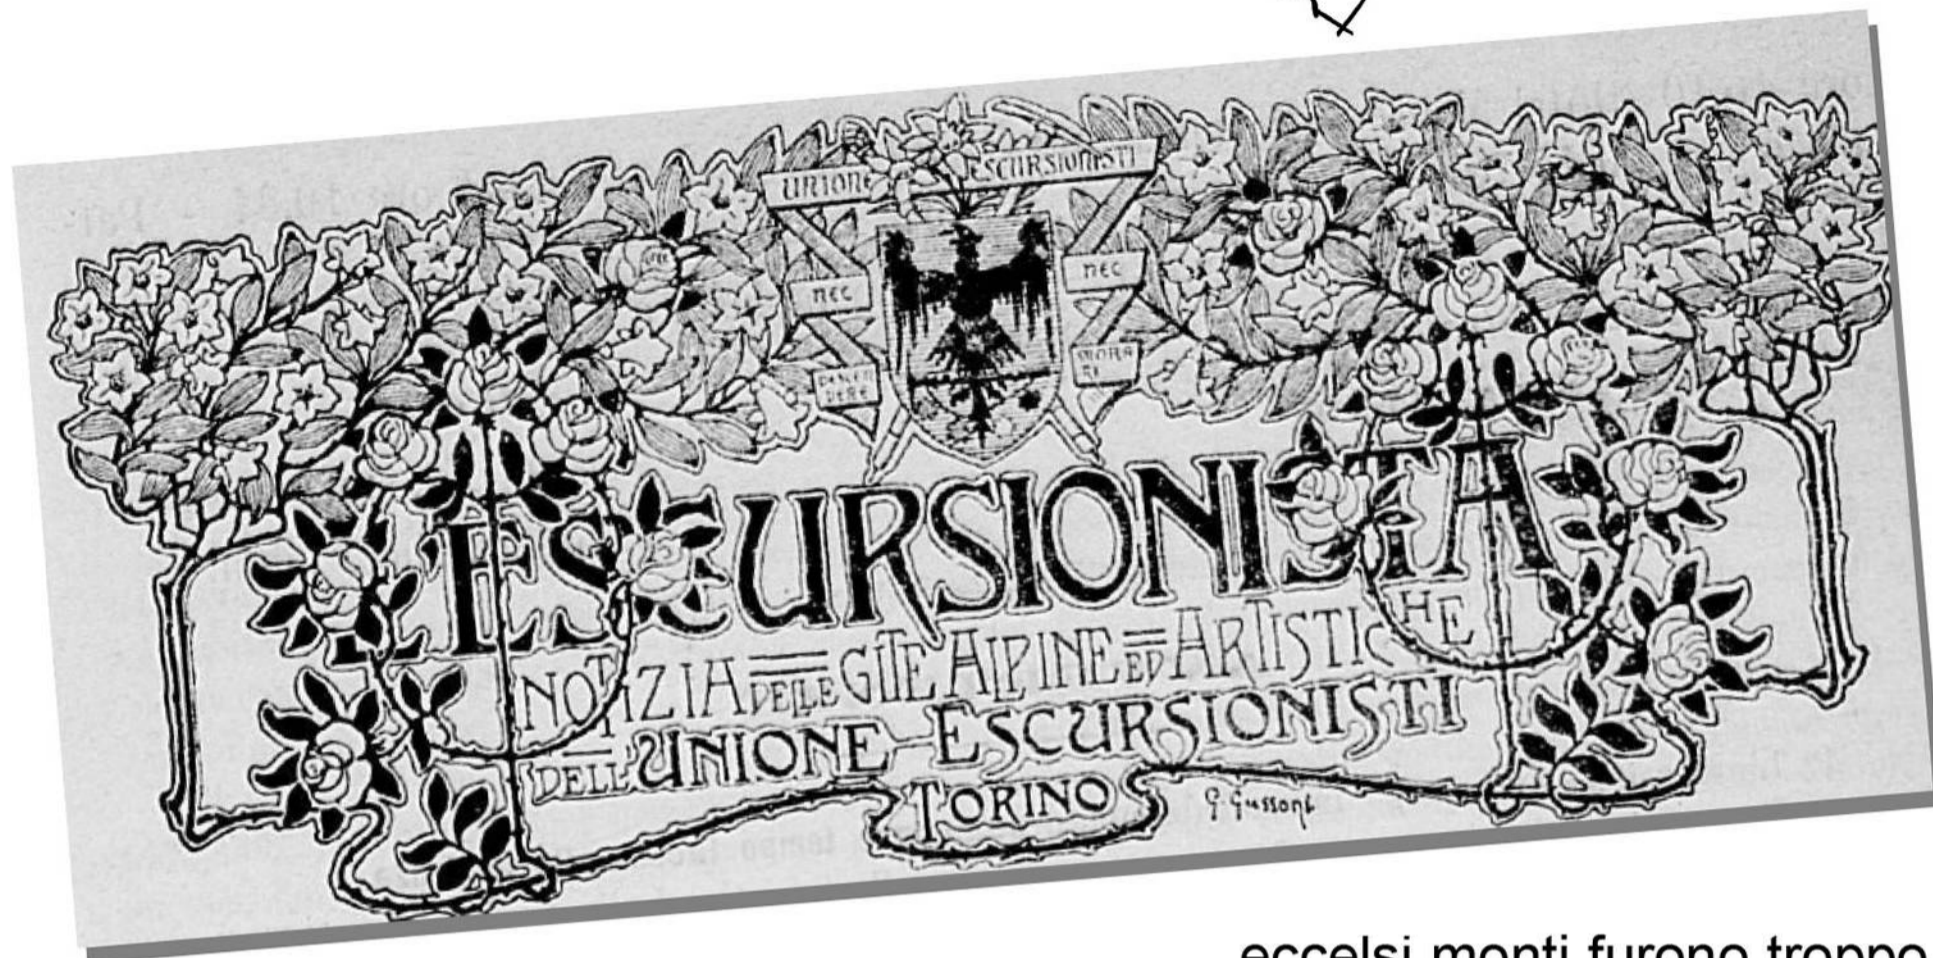 UNIONE ESCURSIONISTI
NEC NEC
L'ESCURSIONISTA
NOTIZIA DELLE GITE ALPINE ED ARTISTICHE
DELL'UNIONE ESCURSIONISTI
TORINO
G. Gussoni
eccelsi monti furono troppo